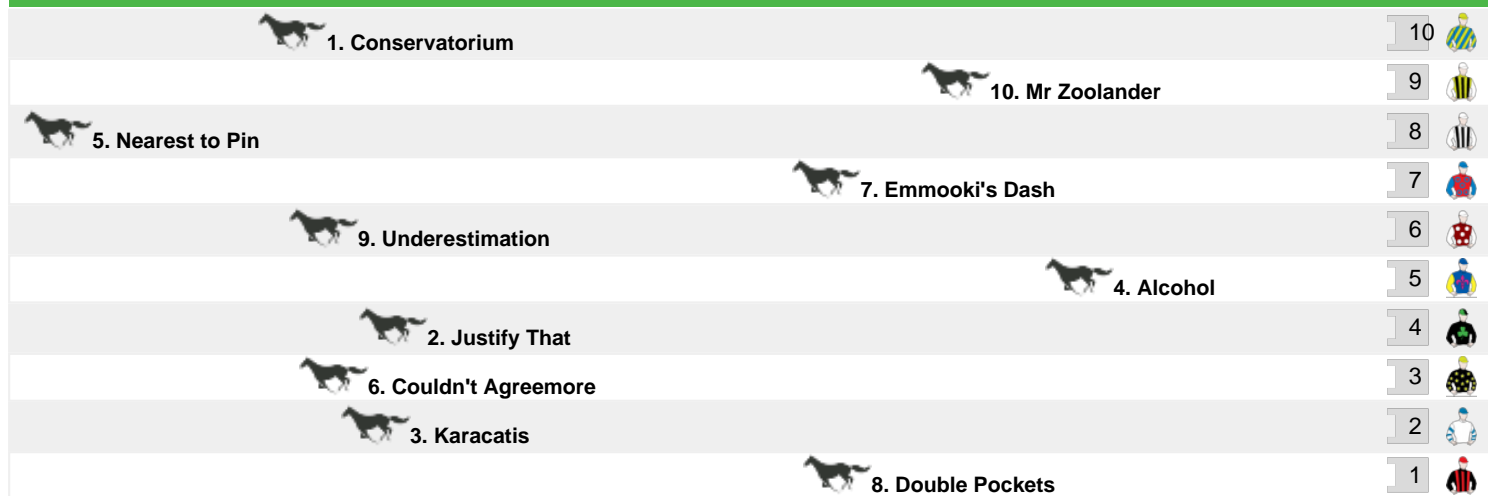 1. Conservatorium 10
10. Mr Zoolander 9
5. Nearest to Pin 8
7. Emmooki's Dash 7
9. Underestimation 6
4. Alcohol 5
2. Justify That 4
6. Couldn't Agreemore 3
3. Karacatis 2
8. Double Pockets 1